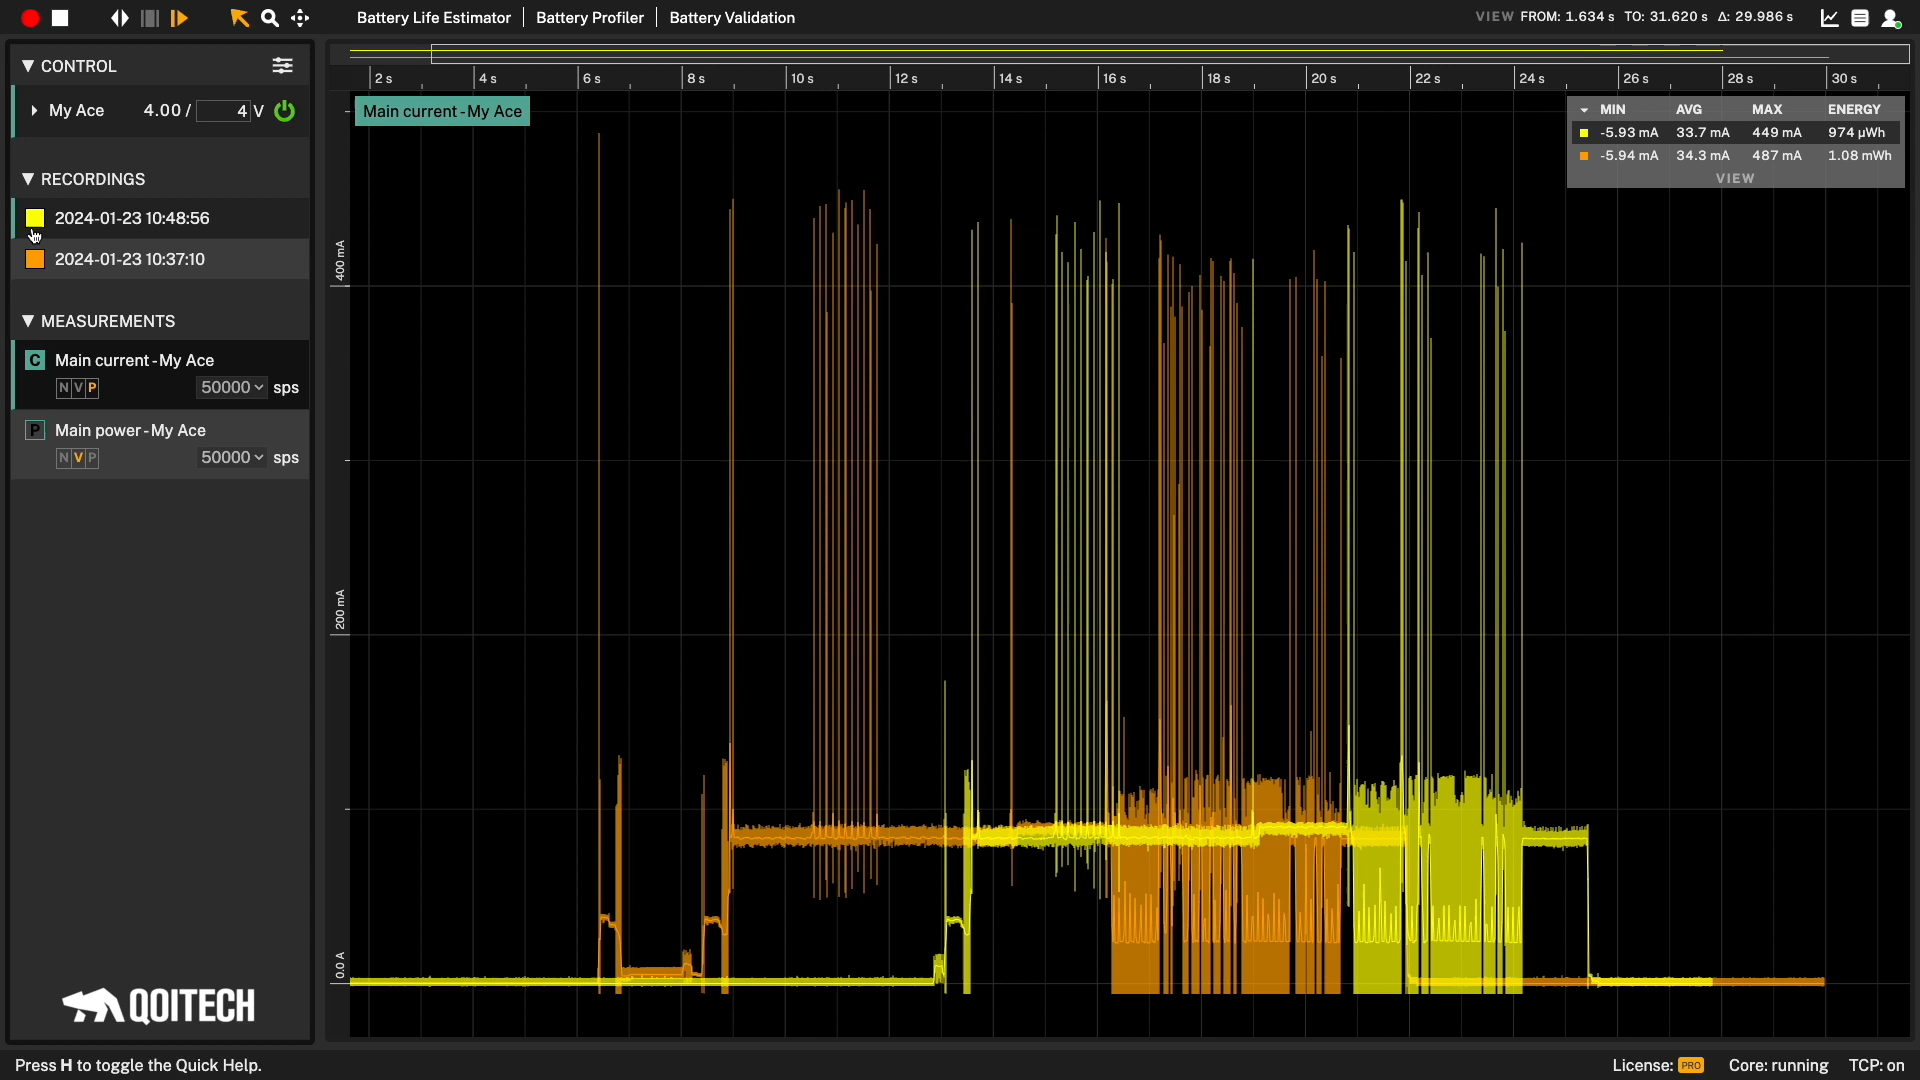 Battery Life Estimator | Battery Profiler | Battery Validation
VIEW FROM: 1.634 s TO: 31.620 s Δ: 29.986 s
CONTROL
My Ace 4.00 / 4 V
RECORDINGS
2024-01-23 10:48:56
2024-01-23 10:37:10
MEASUREMENTS
C Main current - My Ace
N V P 50000 sps
P Main power - My Ace
N V P 50000 sps
QOITECH
2 s 4 s 6 s 8 s 10 s 12 s 14 s 16 s 18 s 20 s 22 s 24 s 26 s 28 s 30 s
Main current - My Ace
MIN AVG MAX ENERGY
-5.93 mA 33.7 mA 449 mA 974 µWh
-5.94 mA 34.3 mA 487 mA 1.08 mWh
VIEW
400 mA
200 mA
0.0 A
Press H to toggle the Quick Help.
License: PRO Core: running TCP: on